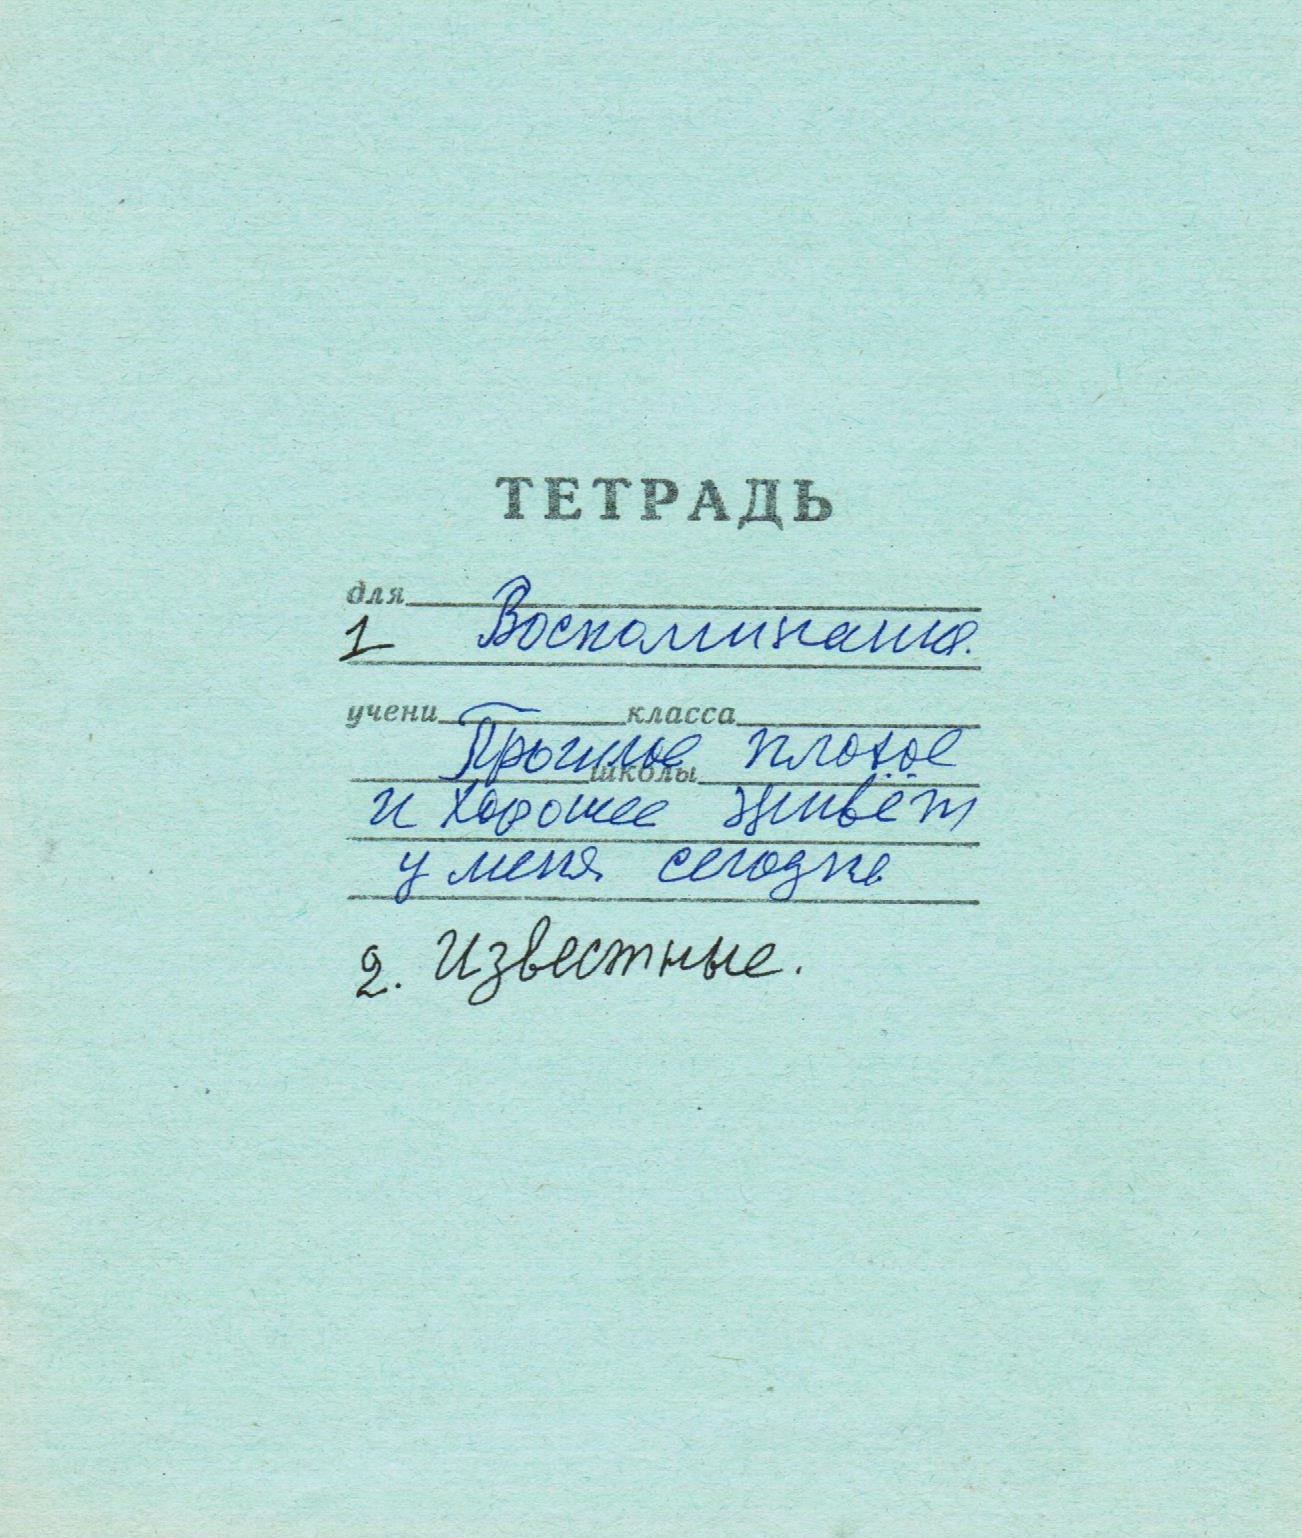 ТЕТРАДЬ
для
1 Воспоминания.
учени класса
Прошлое плохое
школы
и хорошее живёт
у меня сегодня
2. Известные.